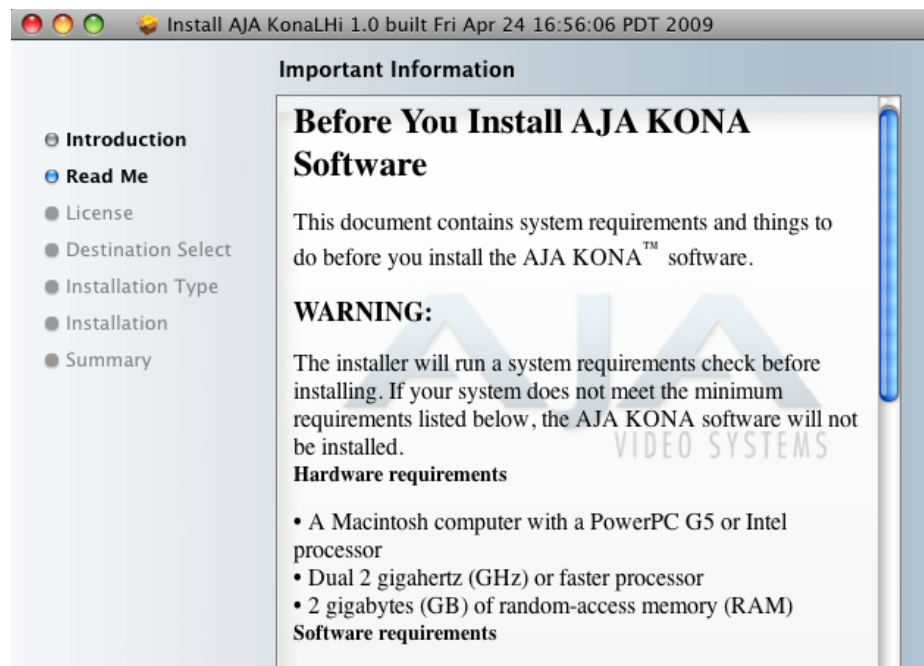 Install AJA KonaLHi 1.0 built Fri Apr 24 16:56:06 PDT 2009
Important Information
Introduction
Read Me
License
Destination Select
Installation Type
Installation
Summary
Before You Install AJA KONA
Software
This document contains system requirements and things to
do before you install the AJA KONA™ software.
WARNING:
The installer will run a system requirements check before
installing. If your system does not meet the minimum
requirements listed below, the AJA KONA software will not
be installed.
AJA
VIDEO SYSTEMS
Hardware requirements
• A Macintosh computer with a PowerPC G5 or Intel
processor
• Dual 2 gigahertz (GHz) or faster processor
• 2 gigabytes (GB) of random-access memory (RAM)
Software requirements